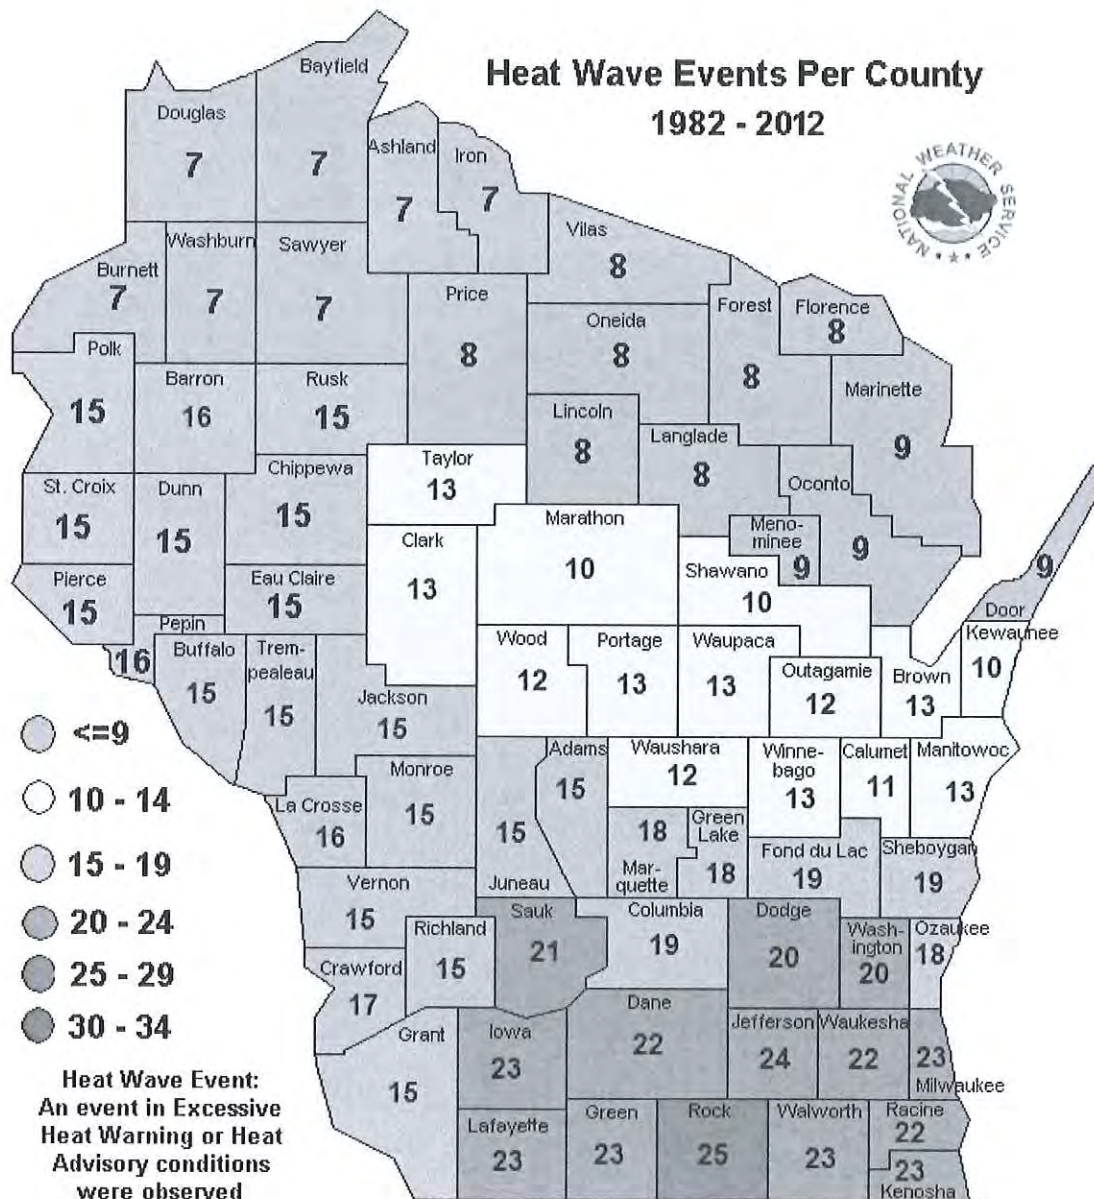 Heat Wave Events Per County
1982 - 2012
NATIONAL WEATHER SERVICE
Bayfield
7
Douglas
7
Ashland
7
Iron
7
Vilas
8
Washburn
7
Sawyer
7
Burnett
7
Price
8
Oneida
8
Forest
8
Florence
8
Polk
15
Barron
16
Rusk
15
Lincoln
8
Langlade
8
Marinette
9
Taylor
13
Chippewa
15
St. Croix
15
Dunn
15
Oconto
9
Marathon
10
Meno-
minee
9
Clark
13
Shawano
10
Pierce
15
Eau Claire
15
Door
9
Pepin
16
Buffalo
15
Trem-
pealeau
15
Wood
12
Portage
13
Waupaca
13
Outagamie
12
Brown
13
Kewaunee
10
Jackson
15
Adams
15
Waushara
12
Winne-
bago
13
Calumet
11
Manitowoc
13
Monroe
15
La Crosse
16
Juneau
15
18
Mar-
quette
Green
Lake
18
Fond du Lac
19
Sheboygan
19
Vernon
15
Sauk
21
Columbia
19
Dodge
20
Wash-
ington
20
Ozaukee
18
Richland
15
Crawford
17
Dane
22
Grant
15
Iowa
23
Jefferson
24
Waukesha
22
23
Milwaukee
Lafayette
23
Green
23
Rock
25
Walworth
23
Racine
22
23
Kenosha
<=9
10 - 14
15 - 19
20 - 24
25 - 29
30 - 34
Heat Wave Event:
An event in Excessive
Heat Warning or Heat
Advisory conditions
were observed